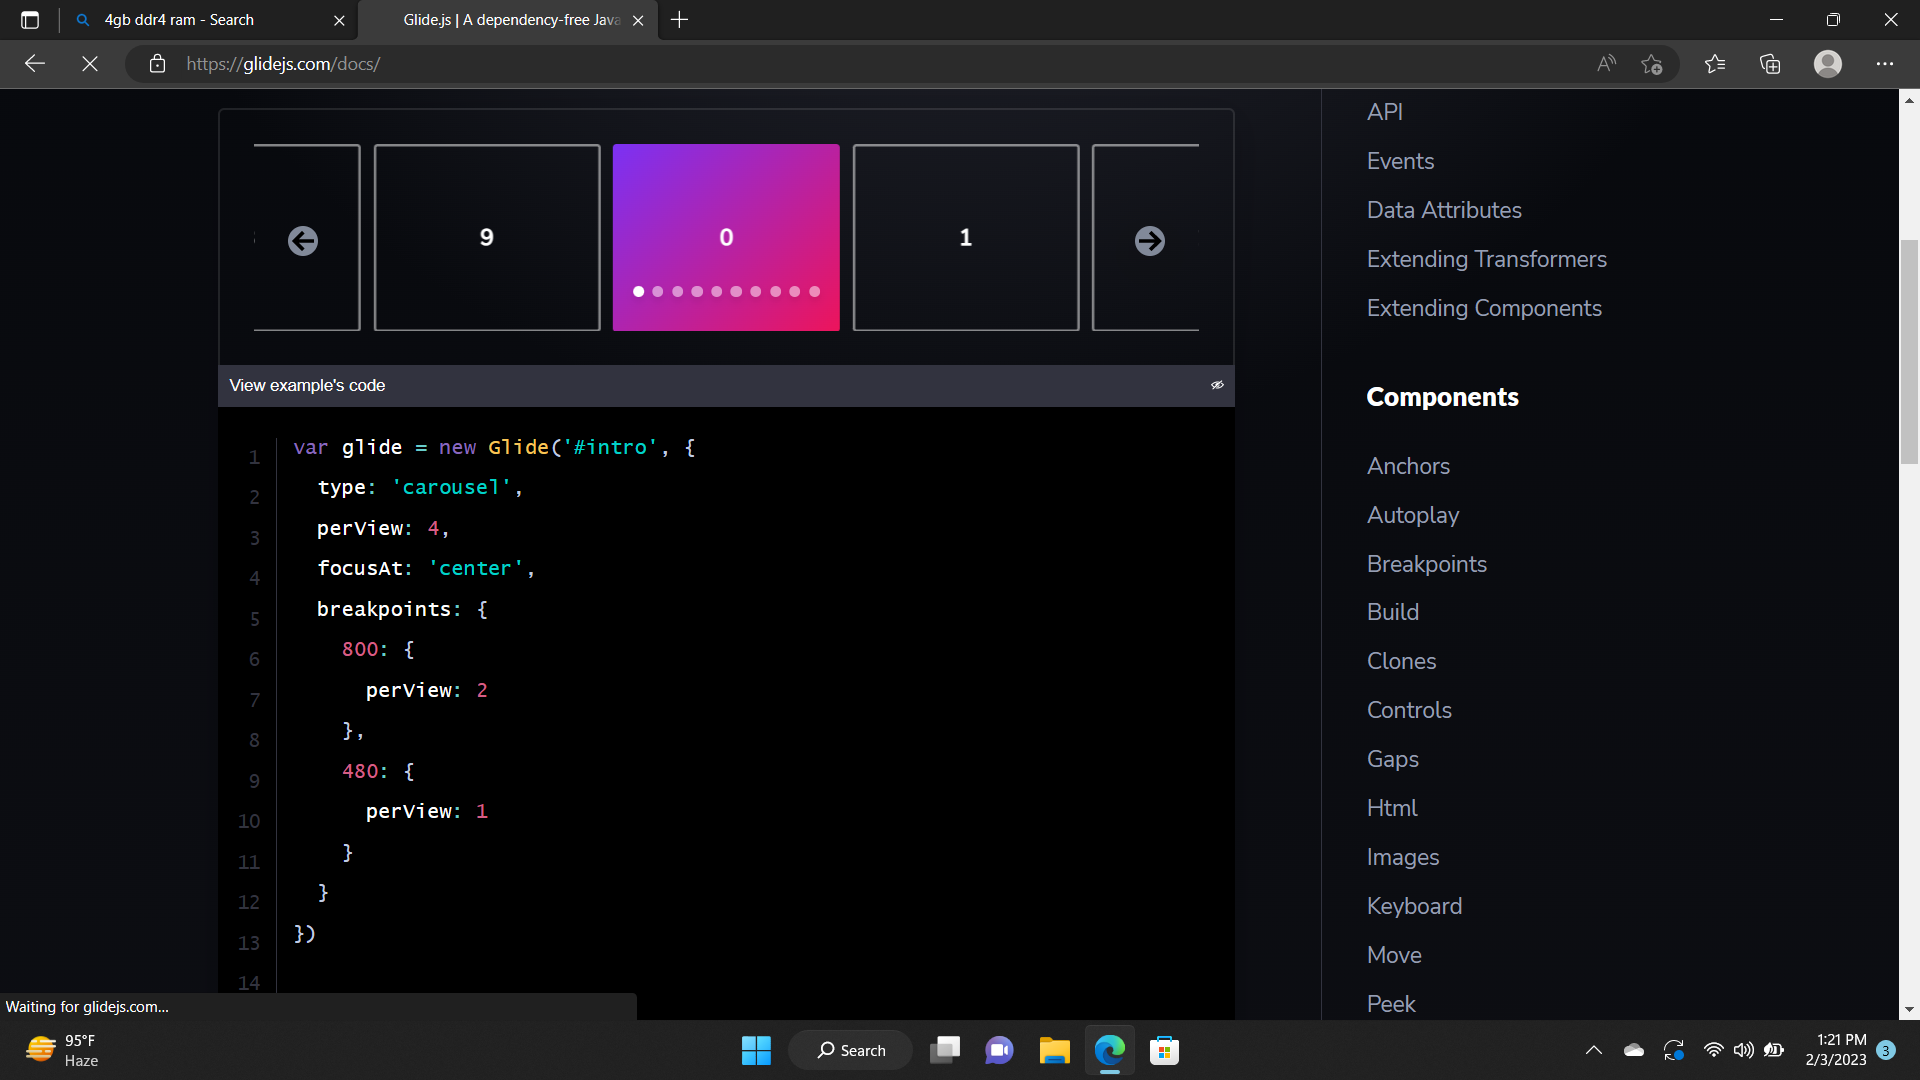 4gb ddr4 ram - Search
Glide.js | A dependency-free Java
https://glidejs.com/docs/
9
0
1
View example's code
1 var glide = new Glide('#intro', {
2 type: 'carousel',
3 perView: 4,
4 focusAt: 'center',
5 breakpoints: {
6 800: {
7 perView: 2
8 },
9 480: {
10 perView: 1
11 }
12 }
13 })
14
API
Events
Data Attributes
Extending Transformers
Extending Components
Components
Anchors
Autoplay
Breakpoints
Build
Clones
Controls
Gaps
Html
Images
Keyboard
Move
Peek
Waiting for glidejs.com...
95°F
Haze
Search
1:21 PM
2/3/2023
3